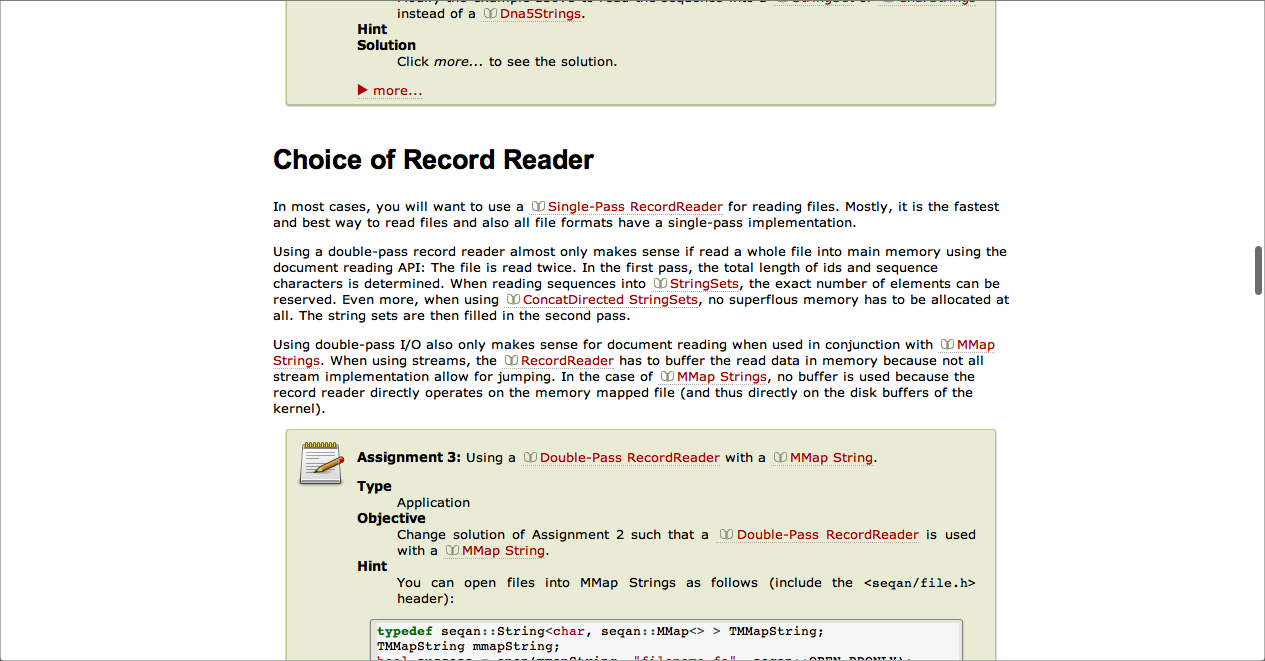 instead of a Dna5Strings.
Hint
Solution
Click more... to see the solution.
▶ more...
Choice of Record Reader
In most cases, you will want to use a Single-Pass RecordReader for reading files. Mostly, it is the fastest
and best way to read files and also all file formats have a single-pass implementation.
Using a double-pass record reader almost only makes sense if read a whole file into main memory using the
document reading API: The file is read twice. In the first pass, the total length of ids and sequence
characters is determined. When reading sequences into StringSets, the exact number of elements can be
reserved. Even more, when using ConcatDirected StringSets, no superflous memory has to be allocated at
all. The string sets are then filled in the second pass.
Using double-pass I/O also only makes sense for document reading when used in conjunction with MMap
Strings. When using streams, the RecordReader has to buffer the read data in memory because not all
stream implementation allow for jumping. In the case of MMap Strings, no buffer is used because the
record reader directly operates on the memory mapped file (and thus directly on the disk buffers of the
kernel).
Assignment 3: Using a Double-Pass RecordReader with a MMap String.
Type
Application
Objective
Change solution of Assignment 2 such that a Double-Pass RecordReader is used
with a MMap String.
Hint
You can open files into MMap Strings as follows (include the <seqan/file.h>
header):
typedef seqan::String<char, seqan::MMap<> > TMMapString;
TMMapString mmapString;